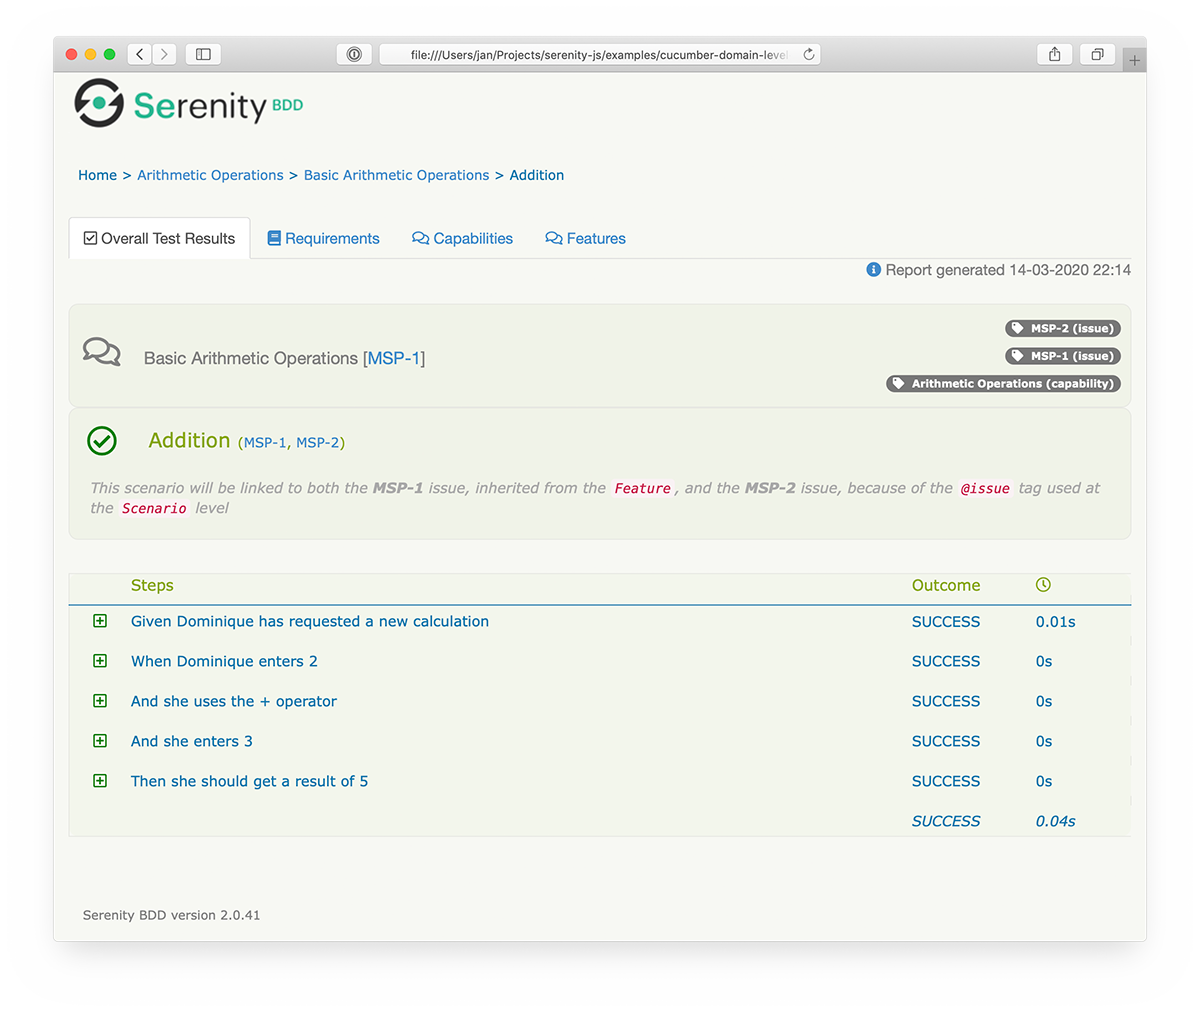 file:///Users/jan/Projects/serenity-js/examples/cucumber-domain-level
Serenity BDD
Home > Arithmetic Operations > Basic Arithmetic Operations > Addition
Overall Test Results Requirements Capabilities Features
Report generated 14-03-2020 22:14
MSP-2 (issue)
Basic Arithmetic Operations [MSP-1]
MSP-1 (issue)
Arithmetic Operations (capability)
Addition (MSP-1, MSP-2)
This scenario will be linked to both the MSP-1 issue, inherited from the Feature, and the MSP-2 issue, because of the @issue tag used at
the Scenario level
Steps Outcome
Given Dominique has requested a new calculation SUCCESS 0.01s
When Dominique enters 2 SUCCESS 0s
And she uses the + operator SUCCESS 0s
And she enters 3 SUCCESS 0s
Then she should get a result of 5 SUCCESS 0s
SUCCESS 0.04s
Serenity BDD version 2.0.41